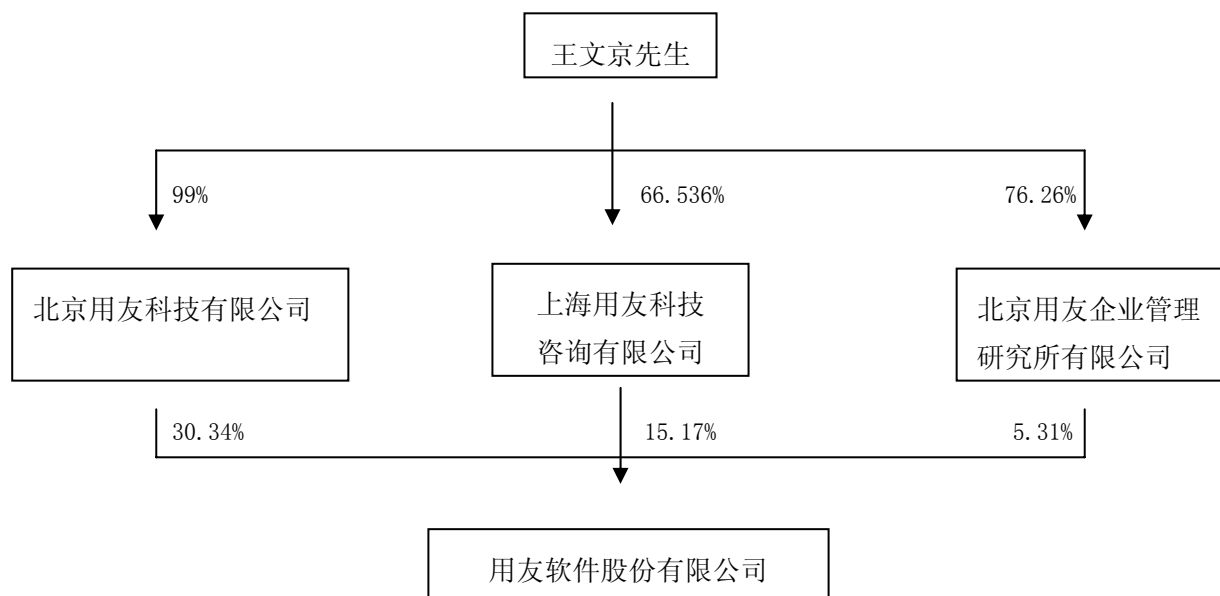 王文京先生
99%
66.536%
76.26%
北京用友科技有限公司
上海用友科技
咨询有限公司
北京用友企业管理
研究所有限公司
30.34%
15.17%
5.31%
用友软件股份有限公司